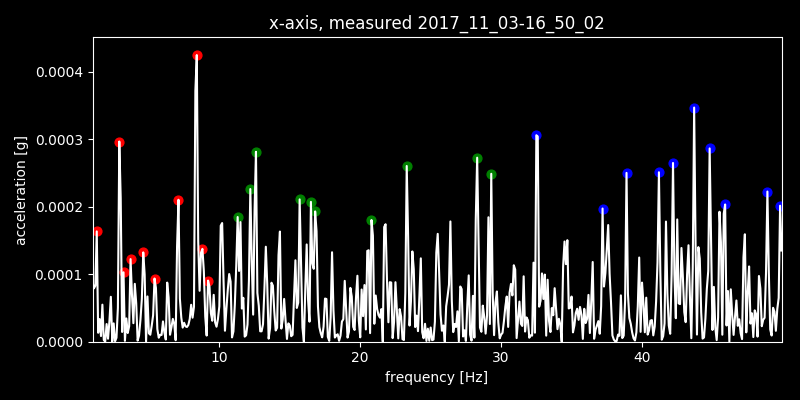 x-axis, measured 2017_11_03-16_50_02
0.0004
0.0003
0.0002
0.0001
0.0000
acceleration [g]
10 20 30 40
frequency [Hz]